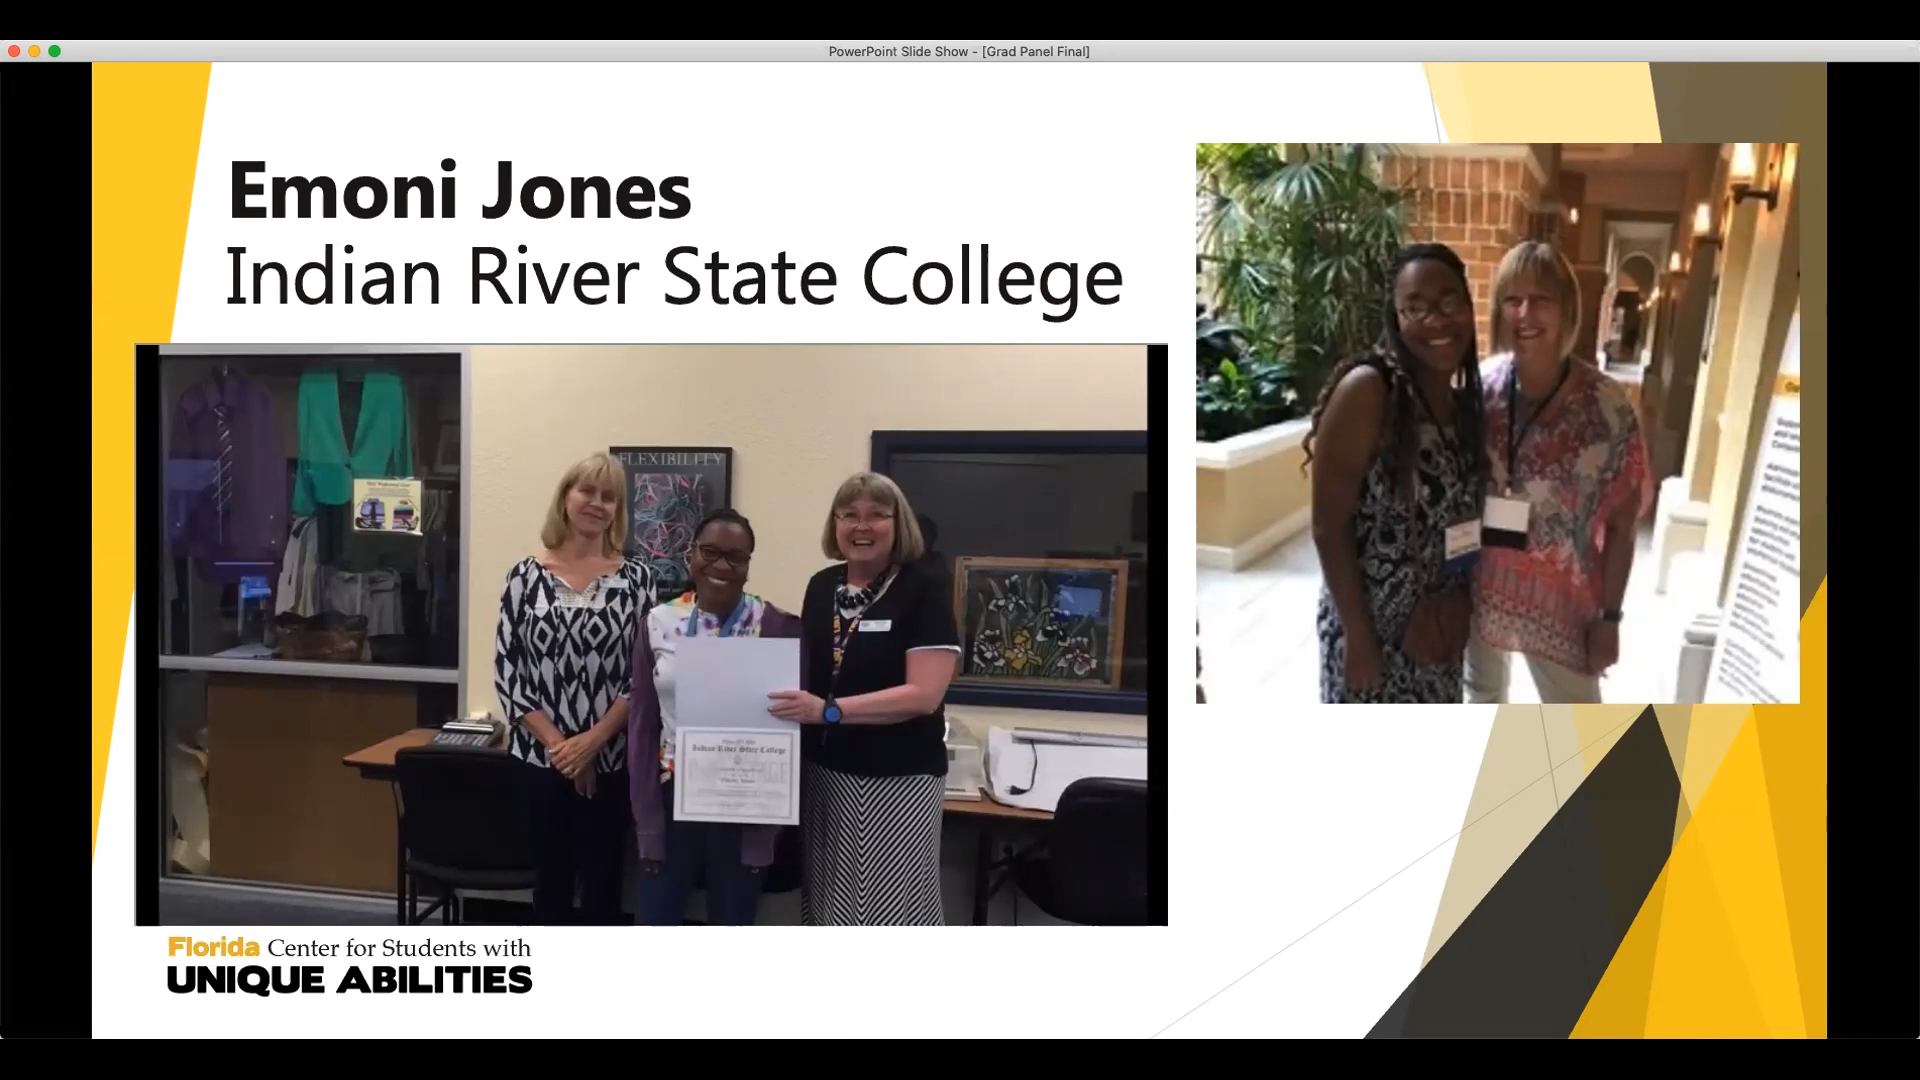 PowerPoint Slide Show - [Grad Panel Final]
Emoni Jones
Indian River State College
FLEXIBILITY
Indian River State College
Florida Center for Students with
UNIQUE ABILITIES